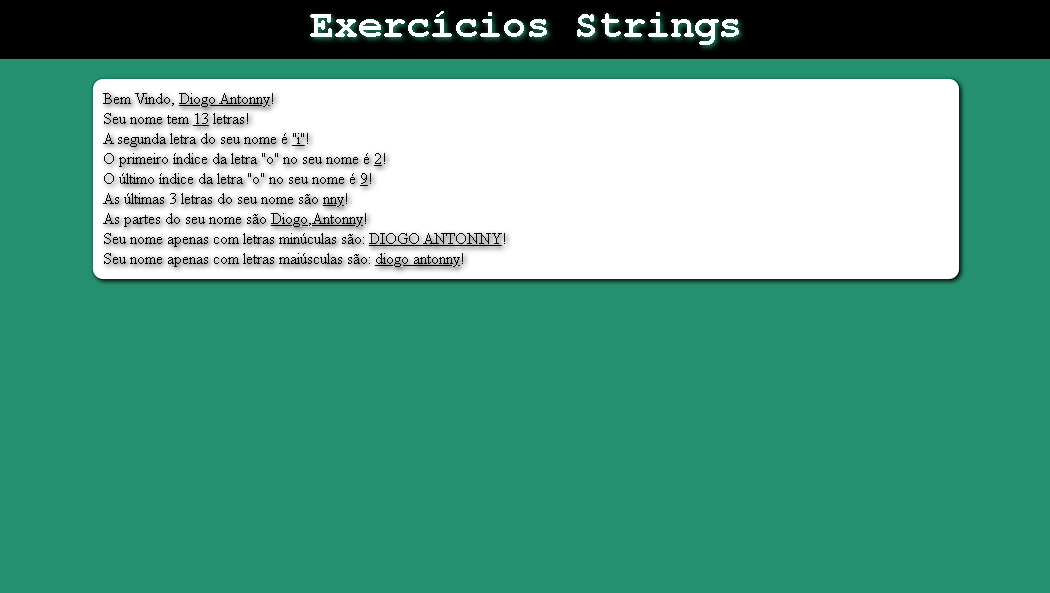 Exercícios Strings
Bem Vindo, Diogo Antonny!
Seu nome tem 13 letras!
A segunda letra do seu nome é "i"!
O primeiro índice da letra "o" no seu nome é 2!
O último índice da letra "o" no seu nome é 9!
As últimas 3 letras do seu nome são nny!
As partes do seu nome são Diogo,Antonny!
Seu nome apenas com letras minúculas são: DIOGO ANTONNY!
Seu nome apenas com letras maiúsculas são: diogo antonny!